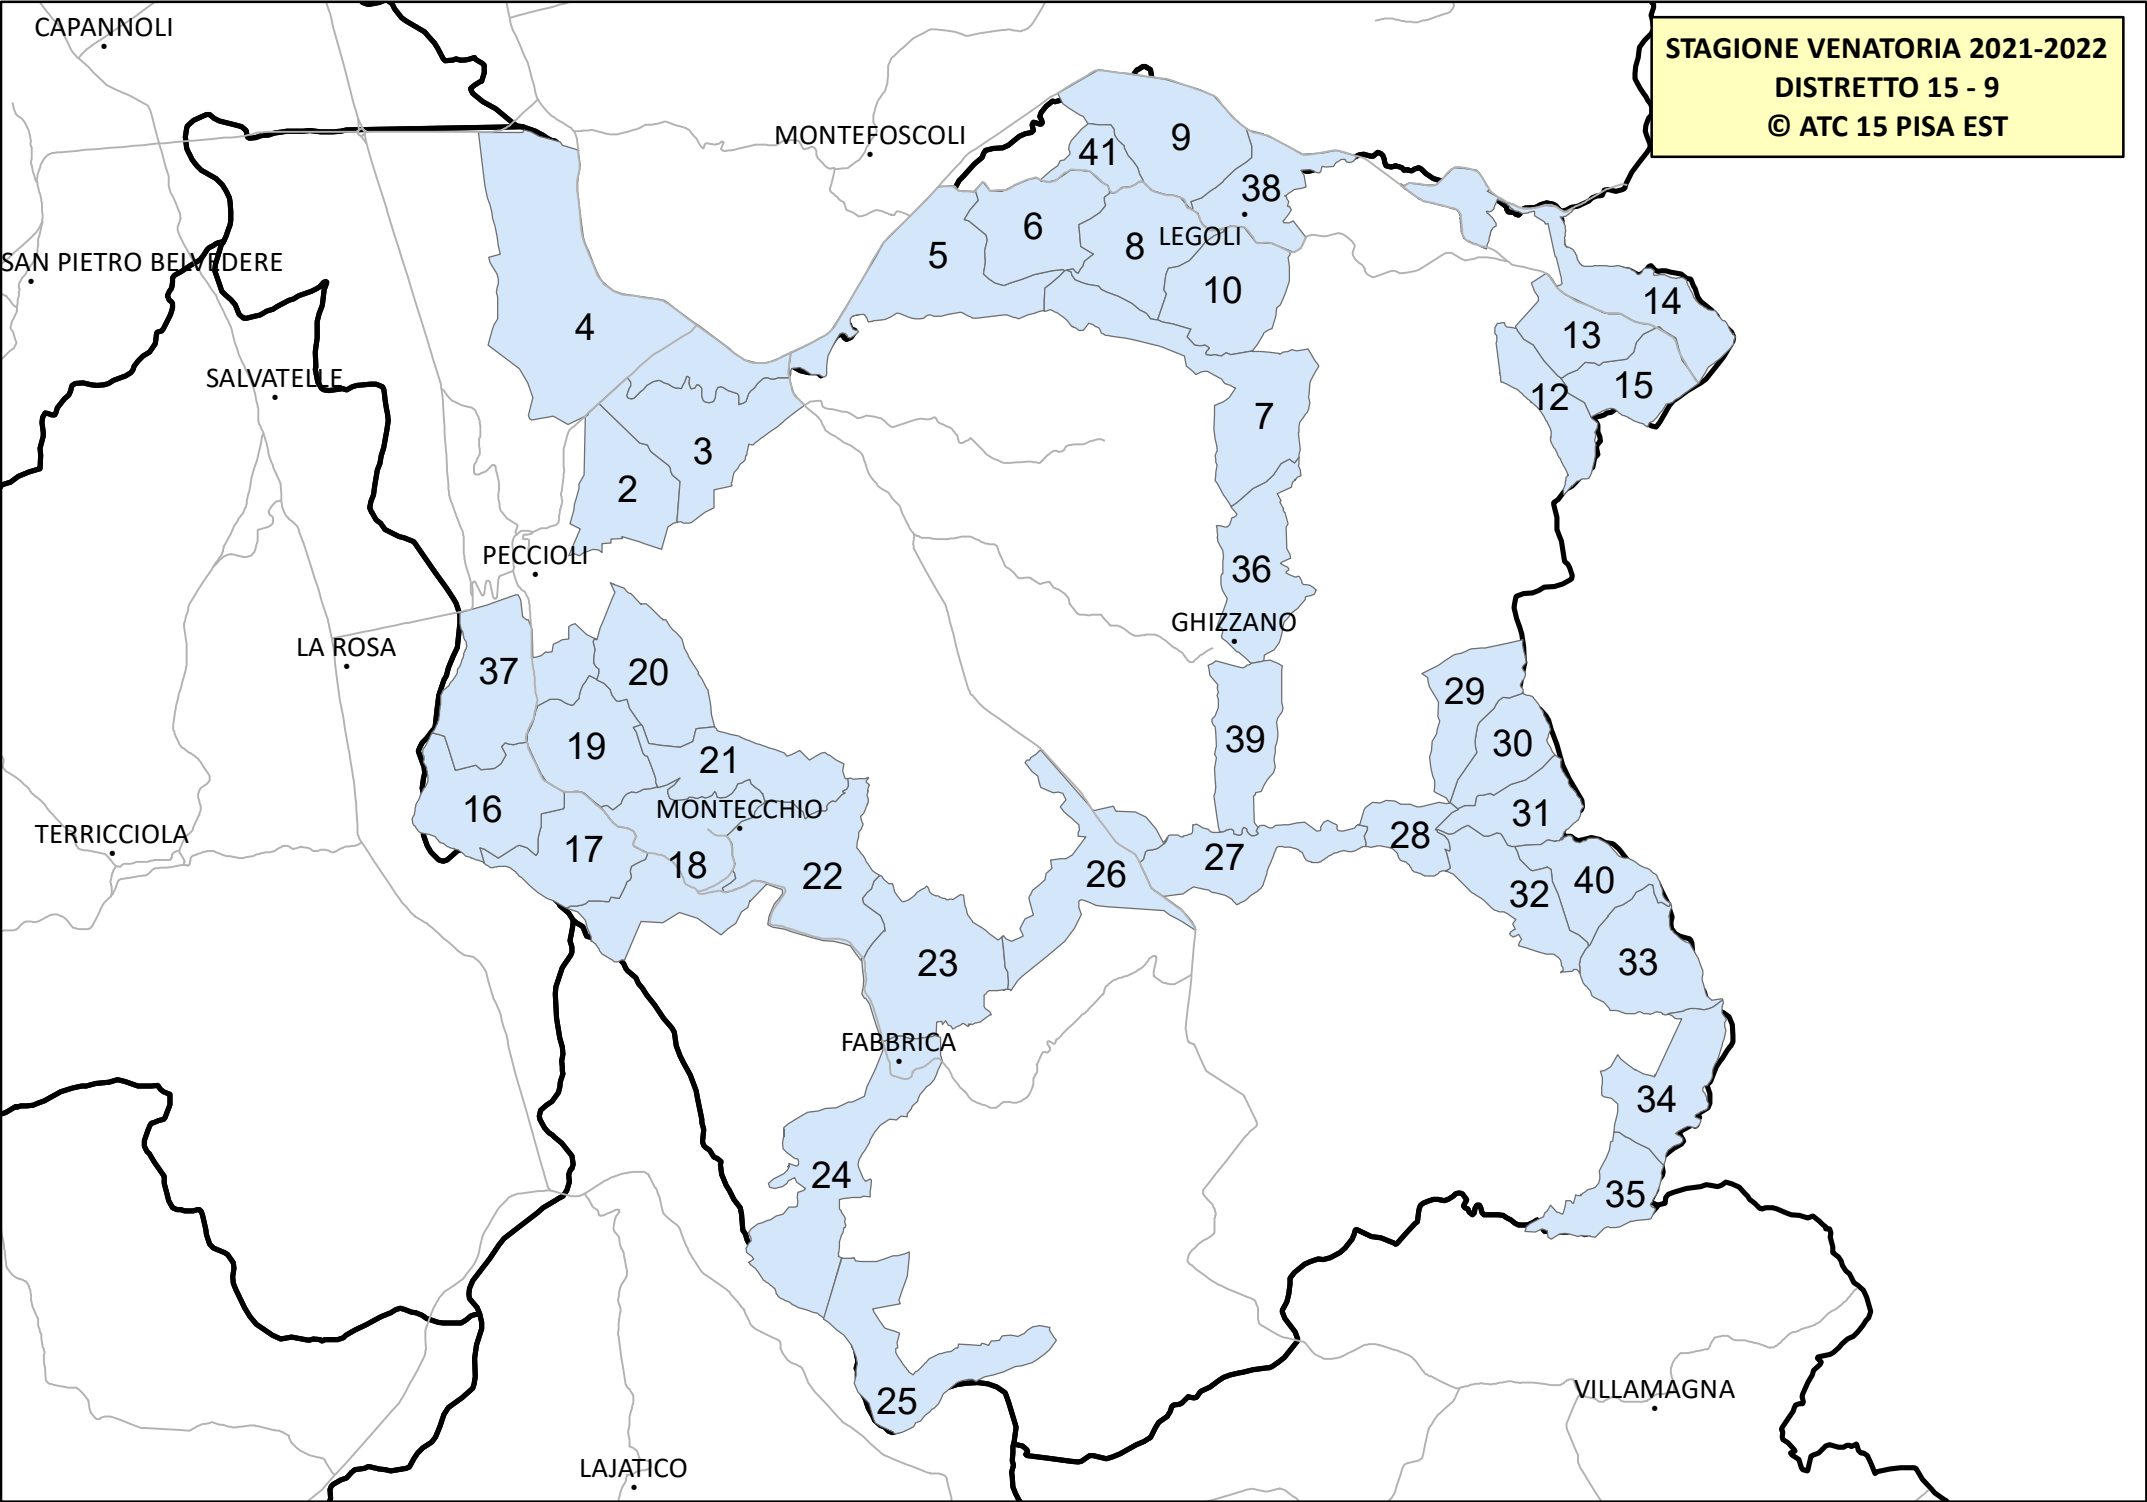 CAPANNOLI
STAGIONE VENATORIA 2021-2022
DISTRETTO 15 - 9
© ATC 15 PISA EST
MONTEFOSCOLI
9
41
38
6
LEGOLI
8
5
SAN PIETRO BELVEDERE
10
14
4
13
SALVATELLE
15
12
7
3
2
PECCIOLI
36
GHIZZANO
LA ROSA
37
20
29
19
39
30
21
16
MONTECCHIO
31
TERRICCIOLA
28
17
27
18
22
26
40
32
23
33
FABBRICA
34
24
35
VILLAMAGNA
25
LAJATICO